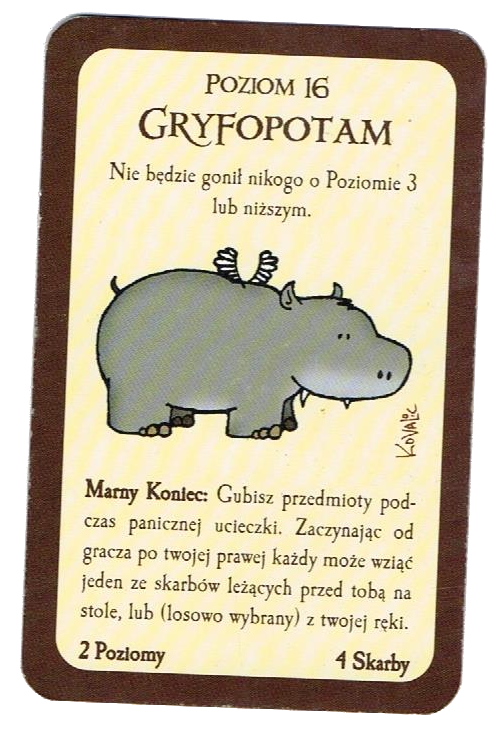 Poziom 16
Gryfopotam
Nie będzie gonił nikogo o Poziomie 3
lub niższym.
Kovalic
Marny Koniec: Gubisz przedmioty pod-
czas panicznej ucieczki. Zaczynając od
gracza po twojej prawej każdy może wziąć
jeden ze skarbów leżących przed tobą na
stole, lub (losowo wybrany) z twojej ręki.
2 Poziomy
4 Skarby